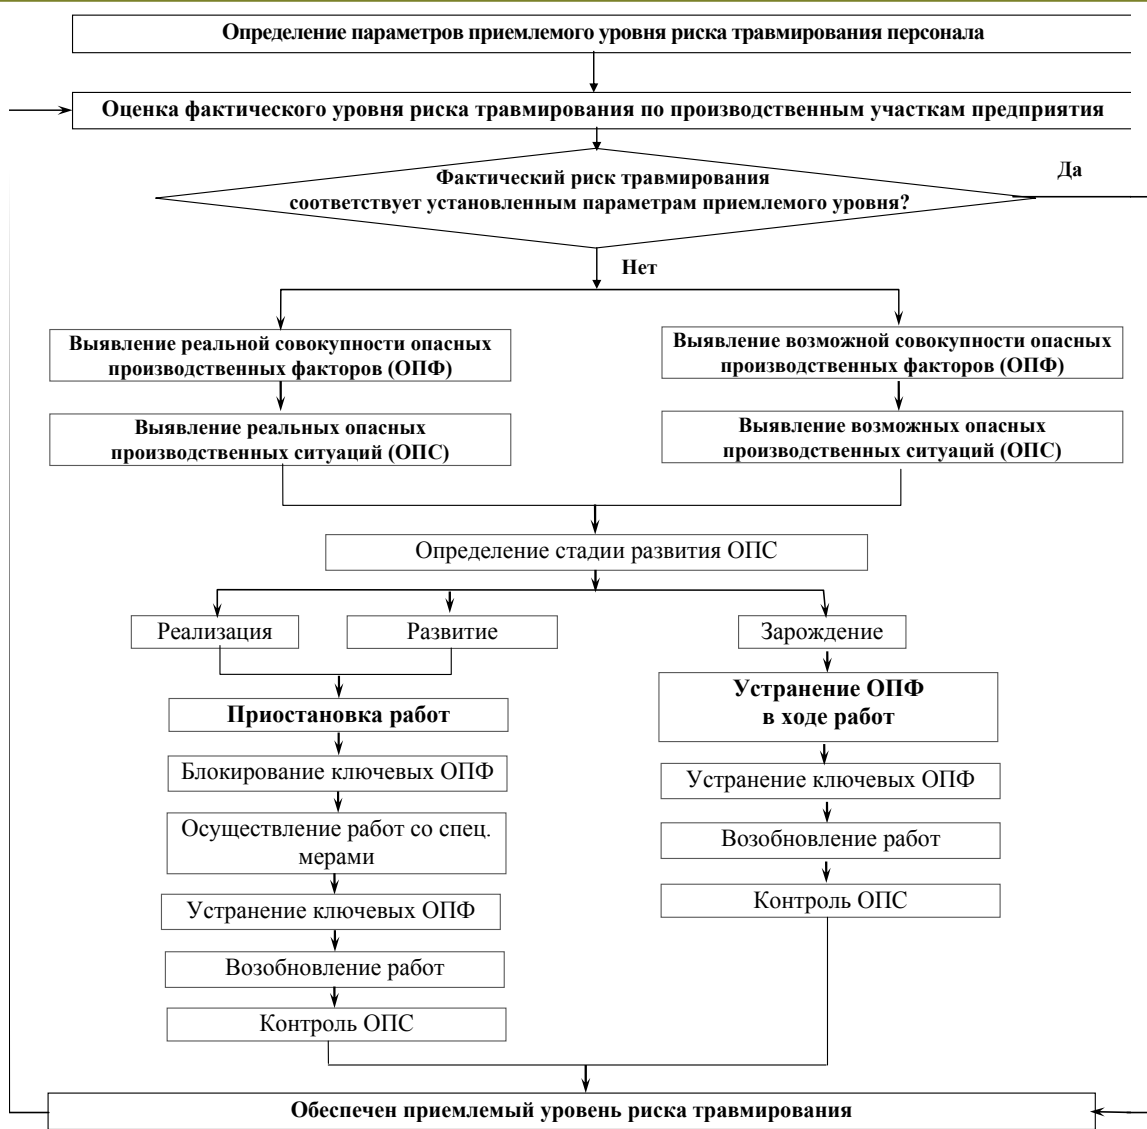 Определение параметров приемлемого уровня риска травмирования персонала
Оценка фактического уровня риска травмирования по производственным участкам предприятия
Фактический риск травмирования
соответствует установленным параметрам приемлемого уровня?
Да
Нет
Выявление реальной совокупности опасных
производственных факторов (ОПФ)
Выявление возможной совокупности опасных
производственных факторов (ОПФ)
Выявление реальных опасных
производственных ситуаций (ОПС)
Выявление возможных опасных
производственных ситуаций (ОПС)
Определение стадии развития ОПС
Реализация
Развитие
Зарождение
Приостановка работ
Блокирование ключевых ОПФ
Осуществление работ со спец.
мерами
Устранение ключевых ОПФ
Возобновление работ
Контроль ОПС
Устранение ОПФ
в ходе работ
Устранение ключевых ОПФ
Возобновление работ
Контроль ОПС
Обеспечен приемлемый уровень риска травмирования